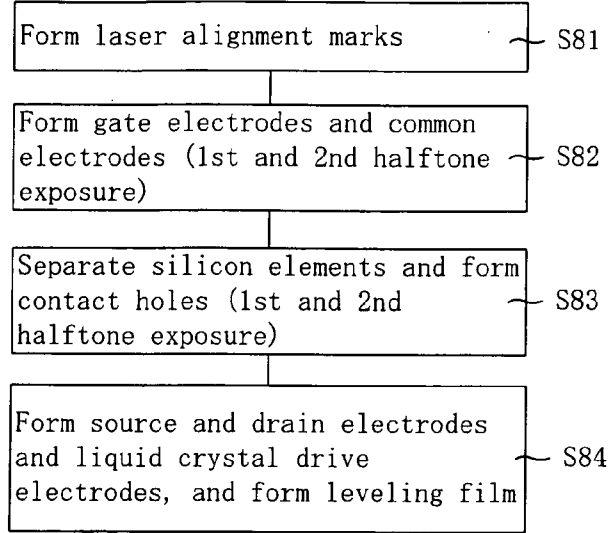 Form laser alignment marks S81
Form gate electrodes and common
electrodes (1st and 2nd halftone S82
exposure)
Separate silicon elements and form
contact holes (1st and 2nd S83
halftone exposure)
Form source and drain electrodes
and liquid crystal drive S84
electrodes, and form leveling film